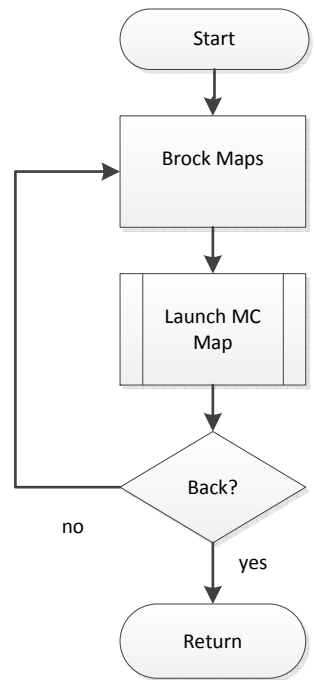 Start
Brock Maps
Launch MC
Map
Back?
no
yes
Return